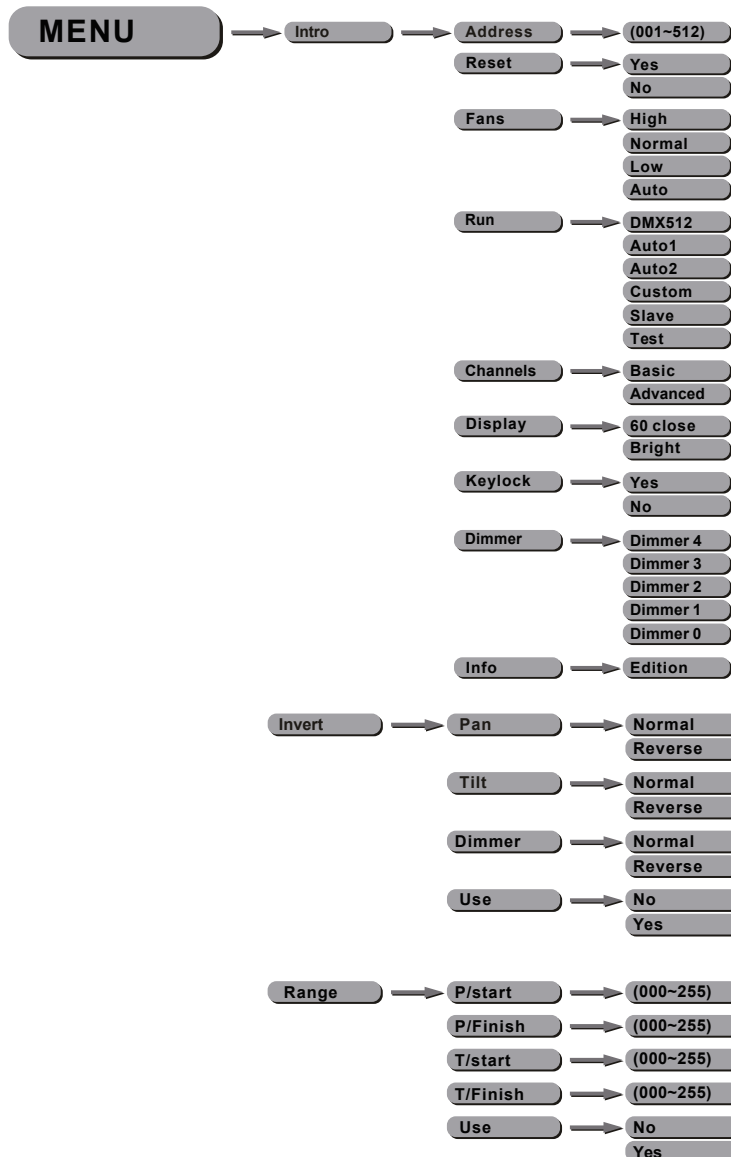 MENU Intro Address (001~512)
Reset Yes
No
Fans High
Normal
Low
Auto
Run DMX512
Auto1
Auto2
Custom
Slave
Test
Channels Basic
Advanced
Display 60 close
Bright
Keylock Yes
No
Dimmer Dimmer 4
Dimmer 3
Dimmer 2
Dimmer 1
Dimmer 0
Info Edition
Invert Pan Normal
Reverse
Tilt Normal
Reverse
Dimmer Normal
Reverse
Use No
Yes
Range P/start (000~255)
P/Finish (000~255)
T/start (000~255)
T/Finish (000~255)
Use No
Yes